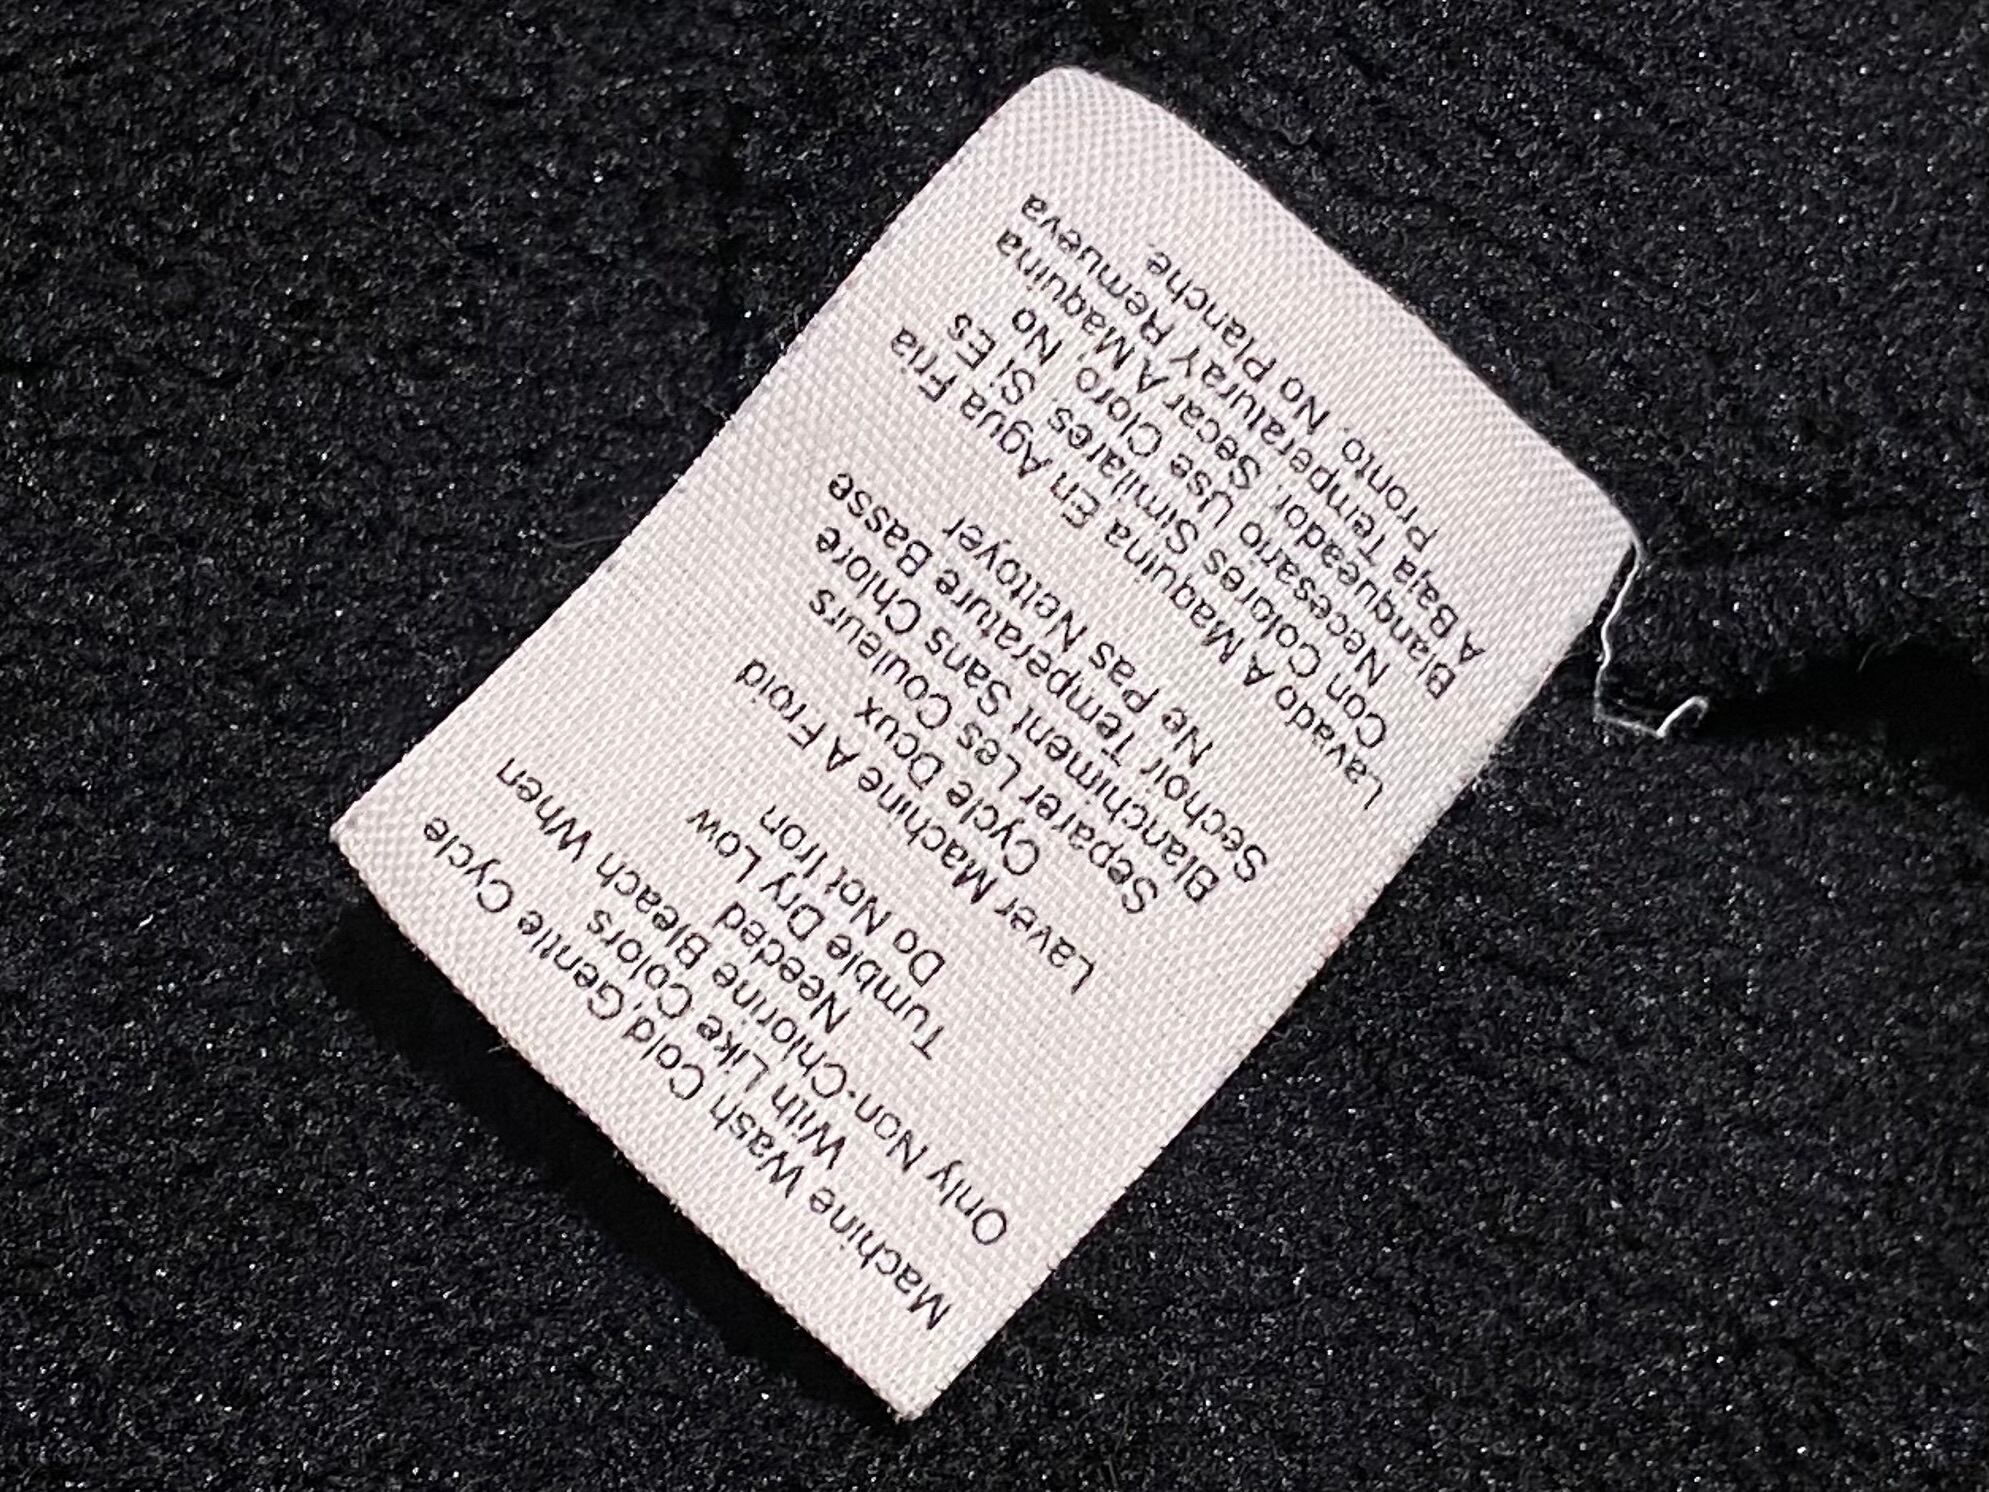 Machine Wash Cold,Gentle Cycle
With Like Colors
Only Non-Chlorine Bleach When
Needed
Tumble Dry Low
Do Not Iron
Laver Machine A Froid
Cycle Doux
Separer Les Couleurs
Blanchiment Sans Chlore
Sechoir Temperature Basse
Ne Pas Nettoyer
Lavado A Maquina En Agua Fria
Con Colores Similares. Si Es
Necesario Use Cloro. No
Blanqueador. Secar A Maquina
A Baja Temperatura Y Remueva
Pronto. No Planche.